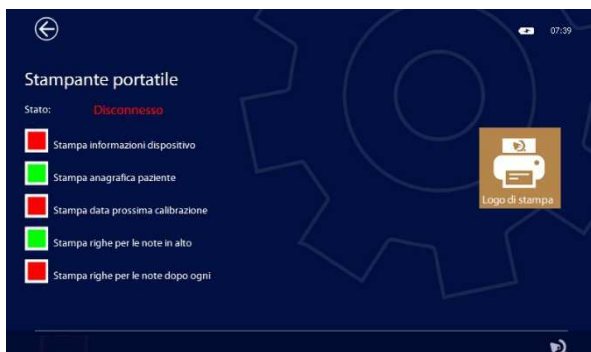 07:39
Stampante portatile
Stato: Disconnesso
Stampa informazioni dispositivo
Stampa anagrafica paziente
Stampa data prossima calibrazione
Stampa righe per le note in alto
Stampa righe per le note dopo ogni
Logo di stampa